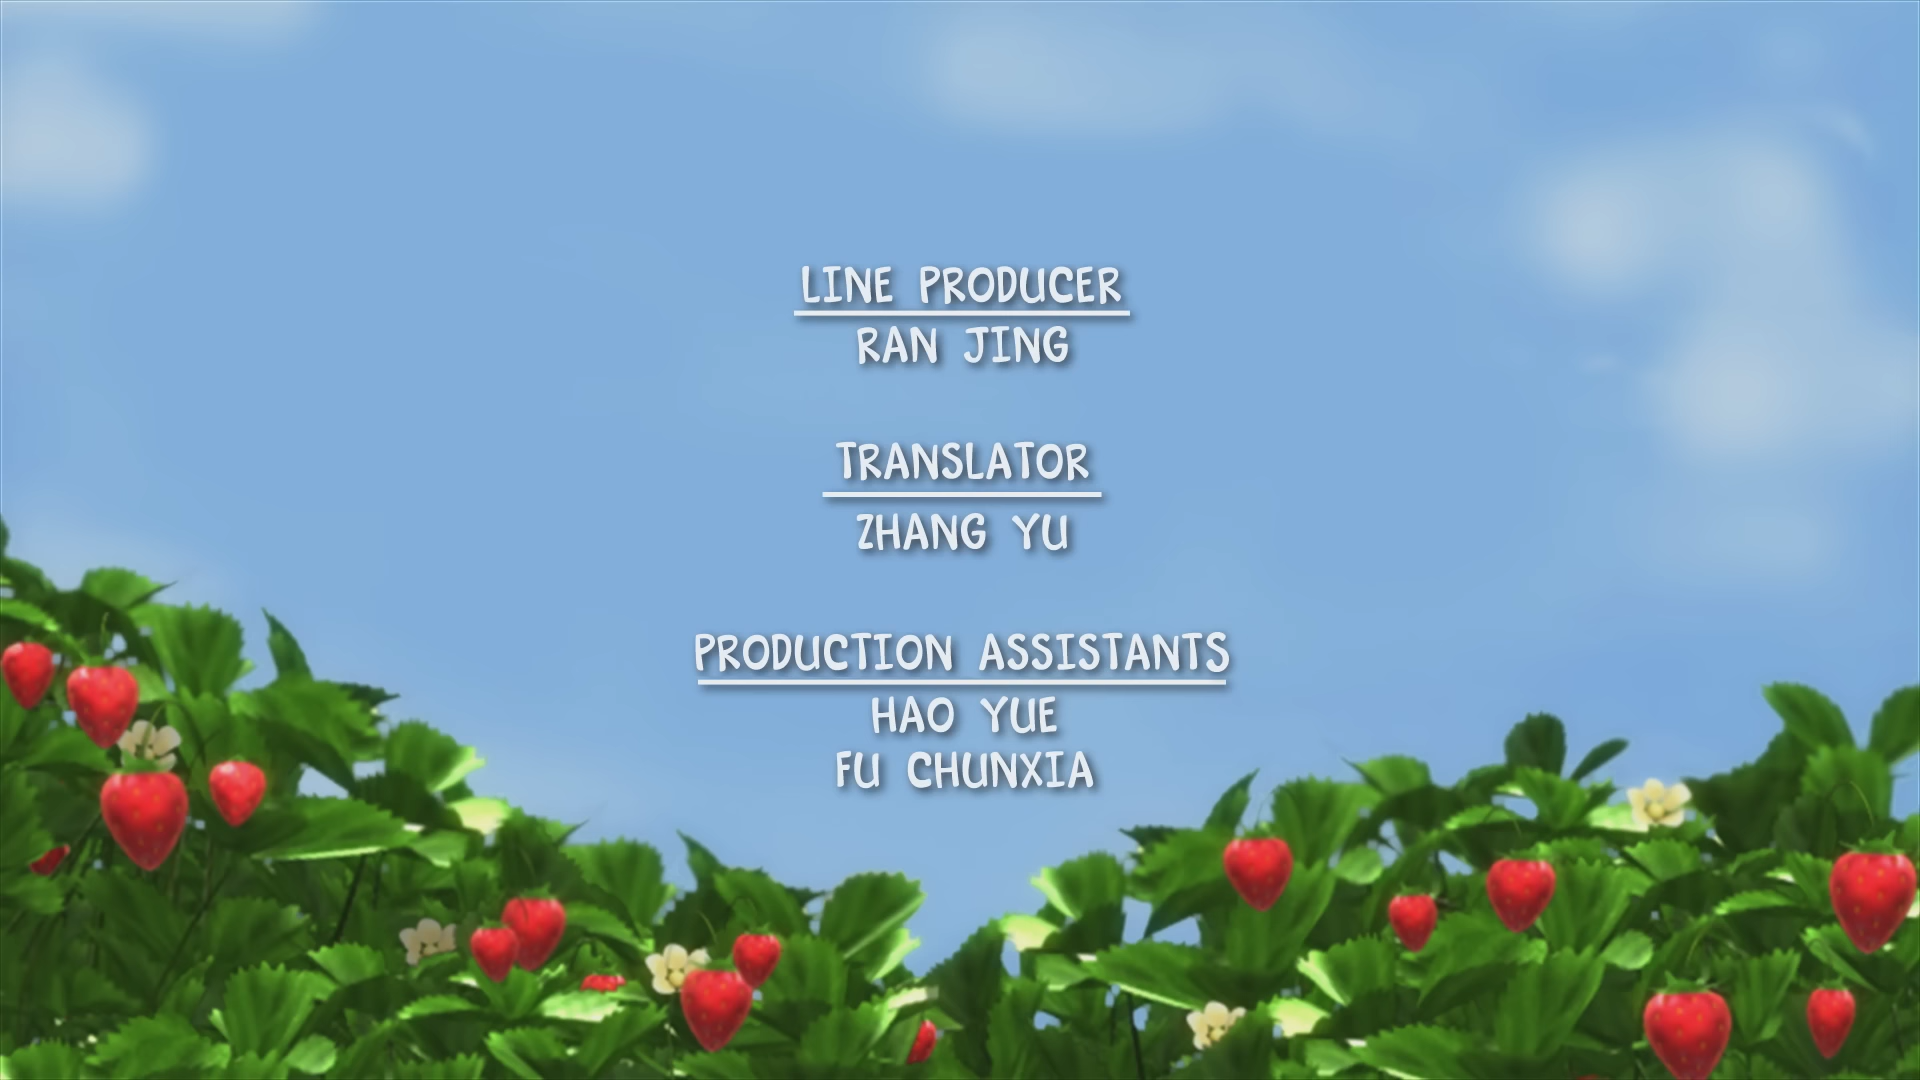 LINE PRODUCER
RAN JING
TRANSLATOR
ZHANG YU
PRODUCTION ASSISTANTS
HAO YUE
FU CHUNXIA